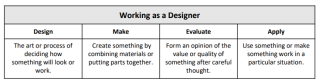 Working as a Designer
Design Make Evaluate Apply
The art or process of
deciding how
something will look or
work.
Create something by
combining materials or
putting parts together.
Form an opinion of the
value or quality of
something after careful
thought.
Use something or make
something work in a
particular situation.